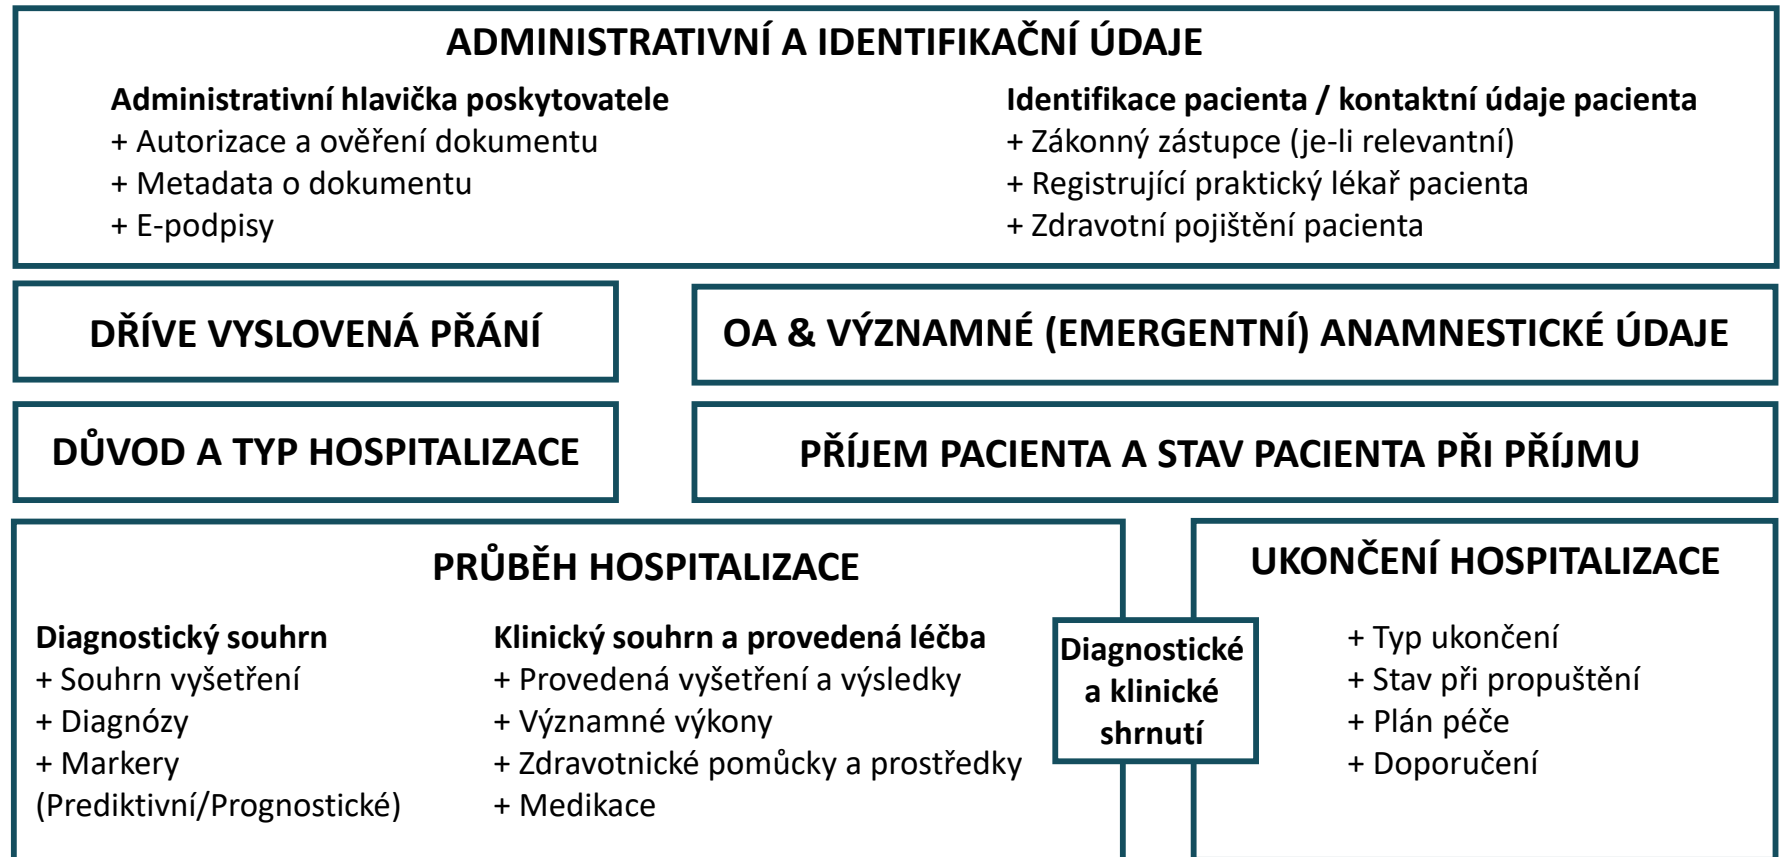 ADMINISTRATIVNÍ A IDENTIFIKAČNÍ ÚDAJE
Administrativní hlavička poskytovatele
+ Autorizace a ověření dokumentu
+ Metadata o dokumentu
+ E-podpisy
Identifikace pacienta / kontaktní údaje pacienta
+ Zákonný zástupce (je-li relevantní)
+ Registrující praktický lékař pacienta
+ Zdravotní pojištění pacienta
DŘÍVE VYSLOVENÁ PŘÁNÍ
OA & VÝZNAMNÉ (EMERGENTNÍ) ANAMNESTICKÉ ÚDAJE
DŮVOD A TYP HOSPITALIZACE
PŘÍJEM PACIENTA A STAV PACIENTA PŘI PŘÍJMU
PRŮBĚH HOSPITALIZACE
Diagnostický souhrn
+ Souhrn vyšetření
+ Diagnózy
+ Markery
(Prediktivní/Prognostické)
Klinický souhrn a provedená léčba
+ Provedená vyšetření a výsledky
+ Významné výkony
+ Zdravotnické pomůcky a prostředky
+ Medikace
Diagnostické
a klinické
shrnutí
UKONČENÍ HOSPITALIZACE
+ Typ ukončení
+ Stav při propuštění
+ Plán péče
+ Doporučení